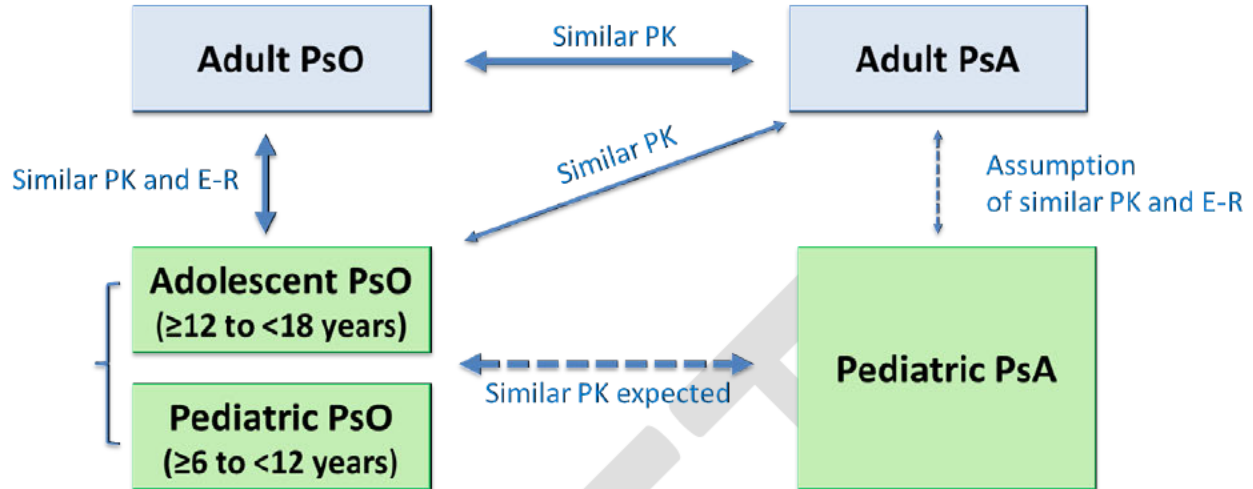 Adult PsO
Similar PK
Adult PsA
Similar PK and E-R
Similar PK
Assumption
of similar PK and E-R
Adolescent PsO
(≥12 to <18 years)
Similar PK expected
Pediatric PsA
Pediatric PsO
(≥6 to <12 years)